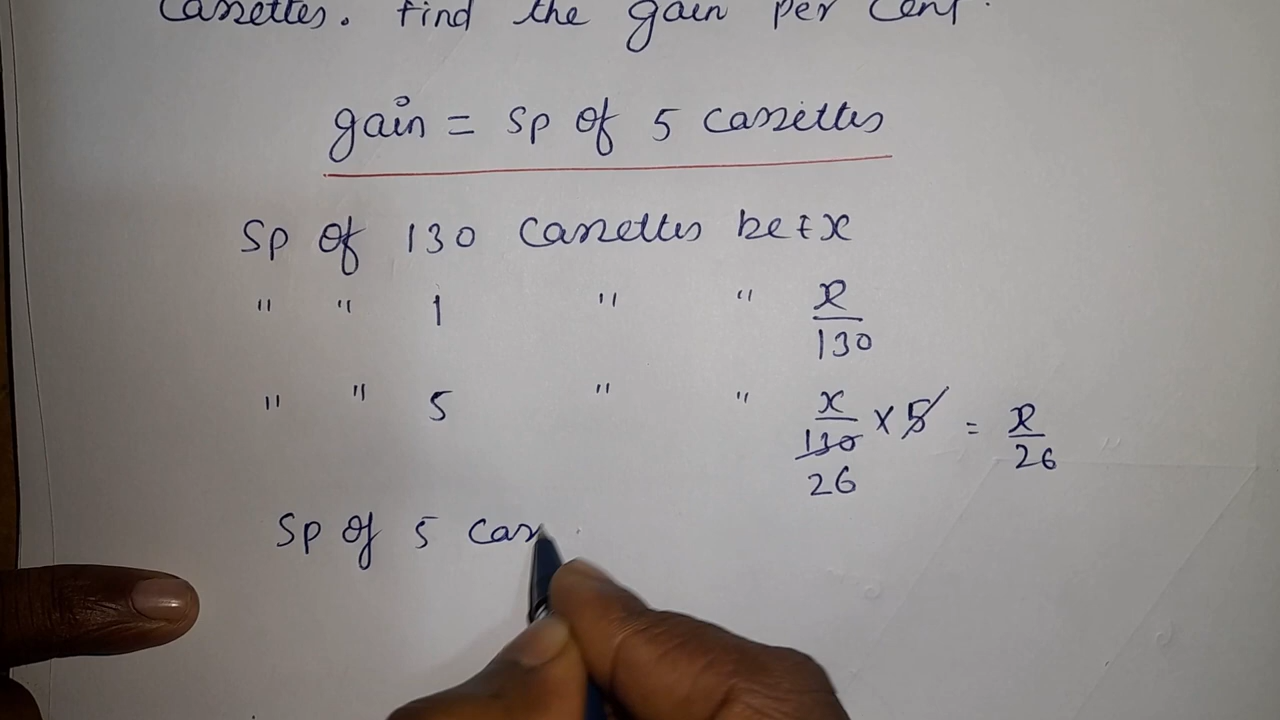 Cassettes. Find the gain per cent.
gain = SP of 5 cassettes
SP of 130 cassettes be ₹ x
" " 1 " " x/130
" " 5 " " x/130 × 5 = x/26
26
SP of 5 cas